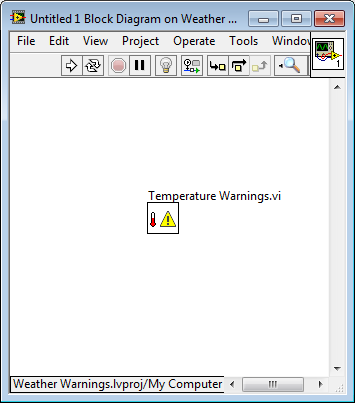 Untitled 1 Block Diagram on Weather ...
File Edit View Project Operate Tools Window
1
Temperature Warnings.vi
Weather Warnings.lvproj/My Computer